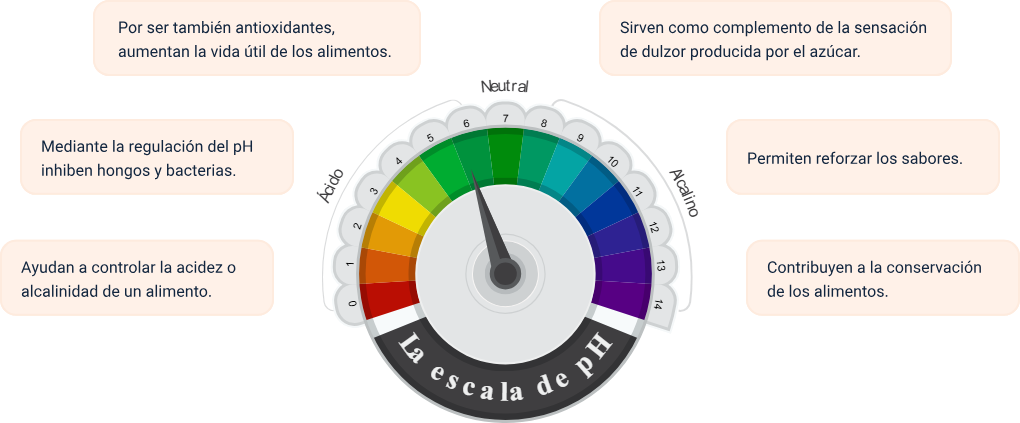 Por ser también antioxidantes,
aumentan la vida útil de los alimentos.
Sirven como complemento de la sensación
de dulzor producida por el azúcar.
Mediante la regulación del pH
inhiben hongos y bacterias.
Permiten reforzar los sabores.
Ayudan a controlar la acidez o
alcalinidad de un alimento.
Contribuyen a la conservación
de los alimentos.
Neutral
Ácido
Alcalino
0
1
2
3
4
5
6
7
8
9
10
11
12
13
14
La escala de pH